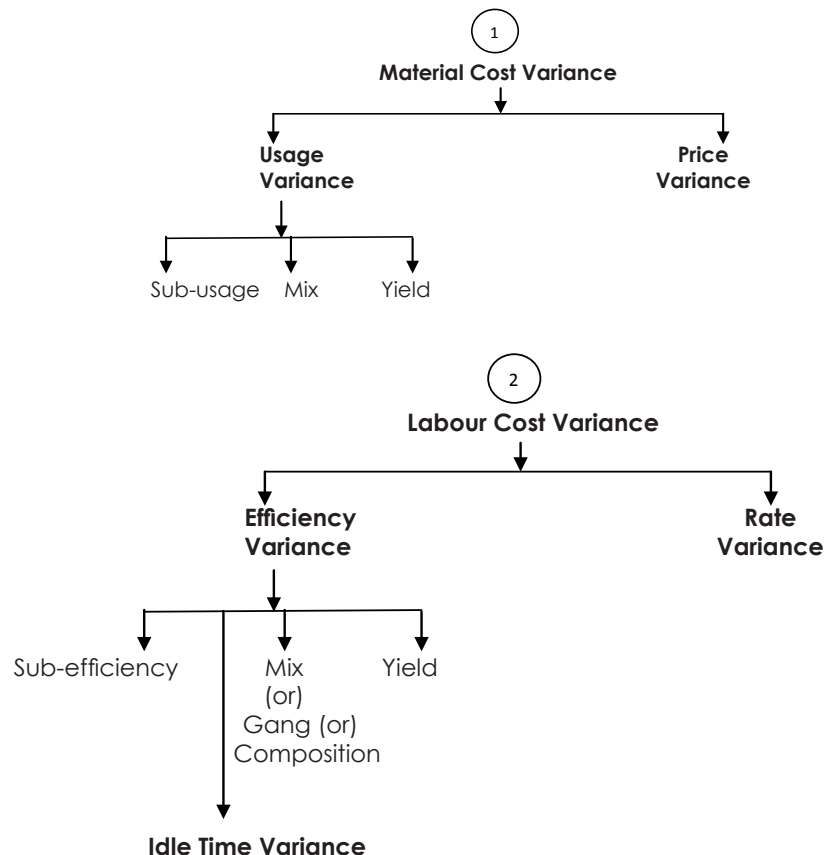 1
Material Cost Variance
Usage
Variance
Price
Variance
Sub-usage Mix Yield
2
Labour Cost Variance
Efficiency
Variance
Rate
Variance
Sub-efficiency
Mix
(or)
Gang (or)
Composition
Yield
Idle Time Variance